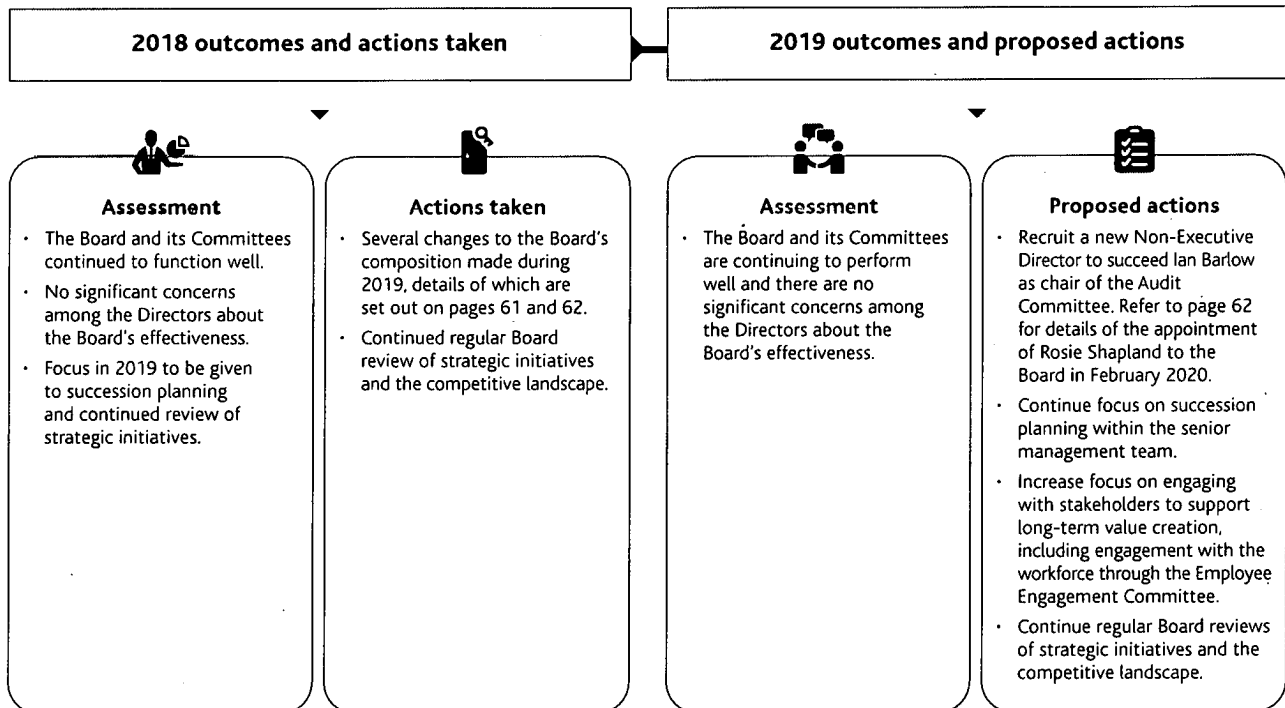 2018 outcomes and actions taken
2019 outcomes and proposed actions
Assessment
· The Board and its Committees
continued to function well.
· No significant concerns
among the Directors about
the Board's effectiveness.
· Focus in 2019 to be given
to succession planning
and continued review of
strategic initiatives.
Actions taken
· Several changes to the Board's
composition made during
2019, details of which are
set out on pages 61 and 62.
· Continued regular Board
review of strategic initiatives
and the competitive landscape.
Assessment
· The Board and its Committees
are continuing to perform
well and there are no
significant concerns among
the Directors about the
Board's effectiveness.
Proposed actions
· Recruit a new Non-Executive
Director to succeed Ian Barlow
as chair of the Audit
Committee. Refer to page 62
for details of the appointment
of Rosie Shapland to the
Board in February 2020.
· Continue focus on succession
planning within the senior
management team.
· Increase focus on engaging
with stakeholders to support
long-term value creation,
including engagement with the
workforce through the Employee
Engagement Committee.
· Continue regular Board reviews
of strategic initiatives and the
competitive landscape.